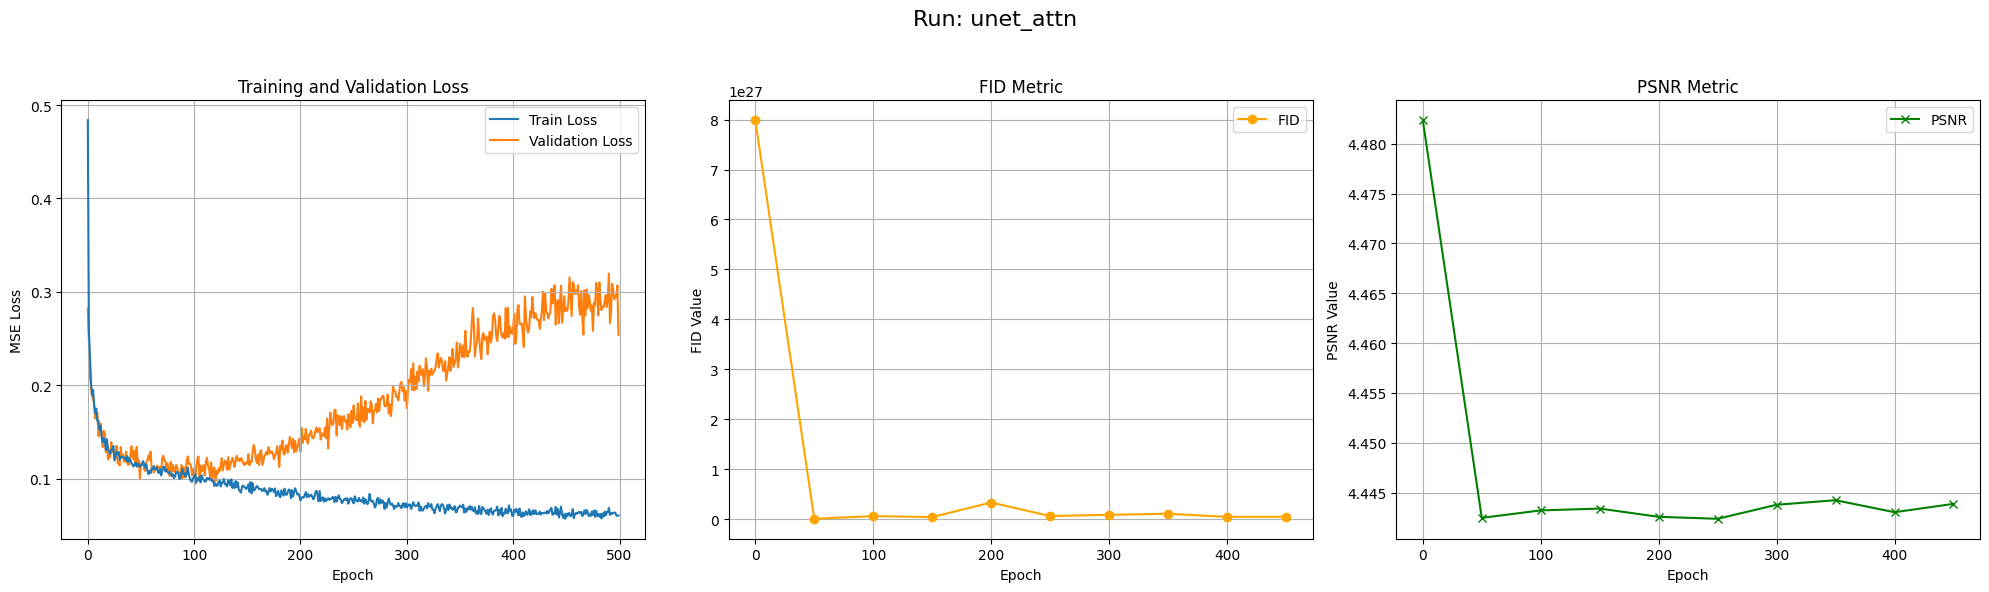 Run: unet_attn
Training and Validation Loss
0.5
0.4
0.3
0.2
0.1
MSE Loss
Train Loss
Validation Loss
0 100 200 300 400 500
Epoch
FID Metric
1e27
8
7
6
5
4
3
2
1
0
FID Value
FID
0 100 200 300 400
Epoch
PSNR Metric
4.480
4.475
4.470
4.465
4.460
4.455
4.450
4.445
PSNR Value
PSNR
0 100 200 300 400
Epoch